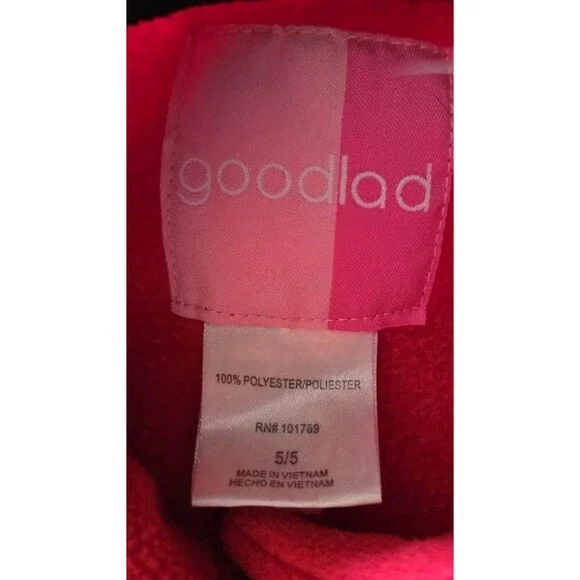 goodlad
100% POLYESTER/POLIESTER
RN# 101769
5/5
MADE IN VIETNAM
HECHO EN VIETNAM